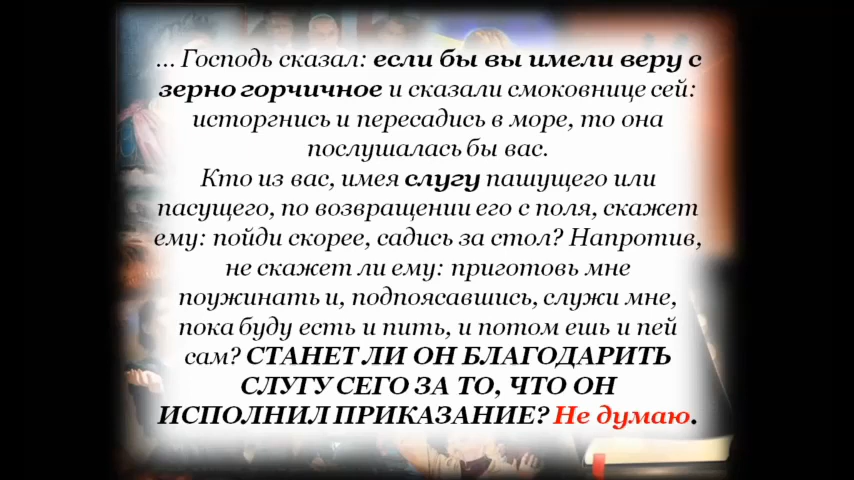 ... Господь сказал: если бы вы имели веру с
зерно горчичное и сказали смоковнице сей:
исторгнись и пересадись в море, то она
послушалась бы вас.
Кто из вас, имея слугу пашущего или
пасущего, по возвращении его с поля, скажет
ему: пойди скорее, садись за стол? Напротив,
не скажет ли ему: приготовь мне
поужинать и, подпоясавшись, служи мне,
пока буду есть и пить, и потом ешь и пей
сам? СТАНЕТ ЛИ ОН БЛАГОДАРИТЬ
СЛУГУ СЕГО ЗА ТО, ЧТО ОН
ИСПОЛНИЛ ПРИКАЗАНИЕ? Не думаю.